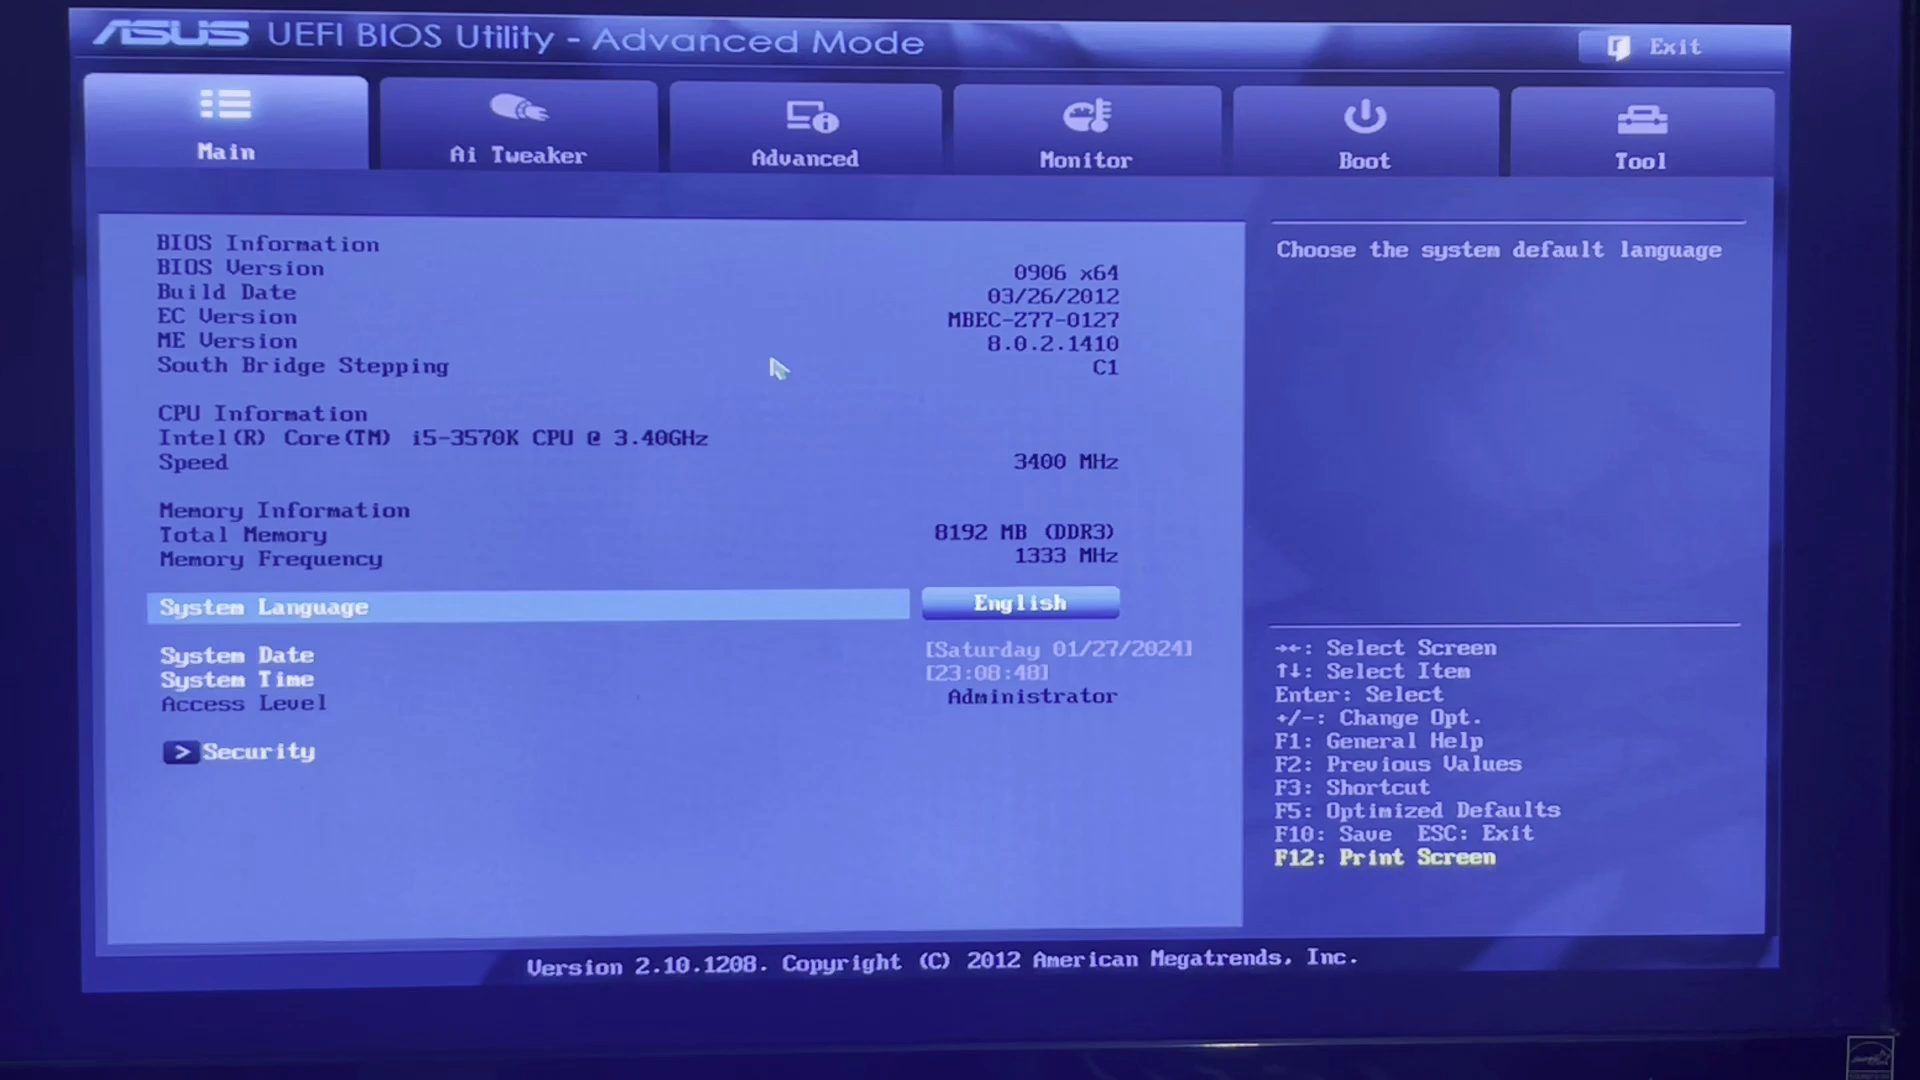 ASUS UEFI BIOS Utility - Advanced Mode
Exit
Main
Ai Tweaker
Advanced
Monitor
Boot
Tool
BIOS Information
BIOS Version 0906 x64
Build Date 03/26/2012
EC Version MBEC-Z77-0127
ME Version 8.0.2.1410
South Bridge Stepping C1
CPU Information
Intel(R) Core(TM) i5-3570K CPU @ 3.40GHz
Speed 3400 MHz
Memory Information
Total Memory 8192 MB (DDR3)
Memory Frequency 1333 MHz
System Language English
System Date [Saturday 01/27/2024]
System Time [23:08:48]
Access Level Administrator
> Security
Choose the system default language
→←: Select Screen
↑↓: Select Item
Enter: Select
+/-: Change Opt.
F1: General Help
F2: Previous Values
F3: Shortcut
F5: Optimized Defaults
F10: Save ESC: Exit
F12: Print Screen
Version 2.10.1208. Copyright (C) 2012 American Megatrends, Inc.